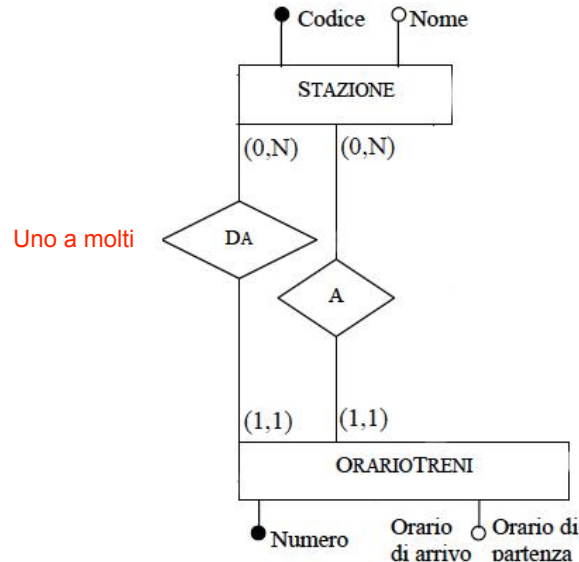 Codice
Nome
STAZIONE
(0,N)
(0,N)
Uno a molti
DA
A
(1,1)
(1,1)
ORARIOTRENI
Numero
Orario
di arrivo
Orario di
partenza